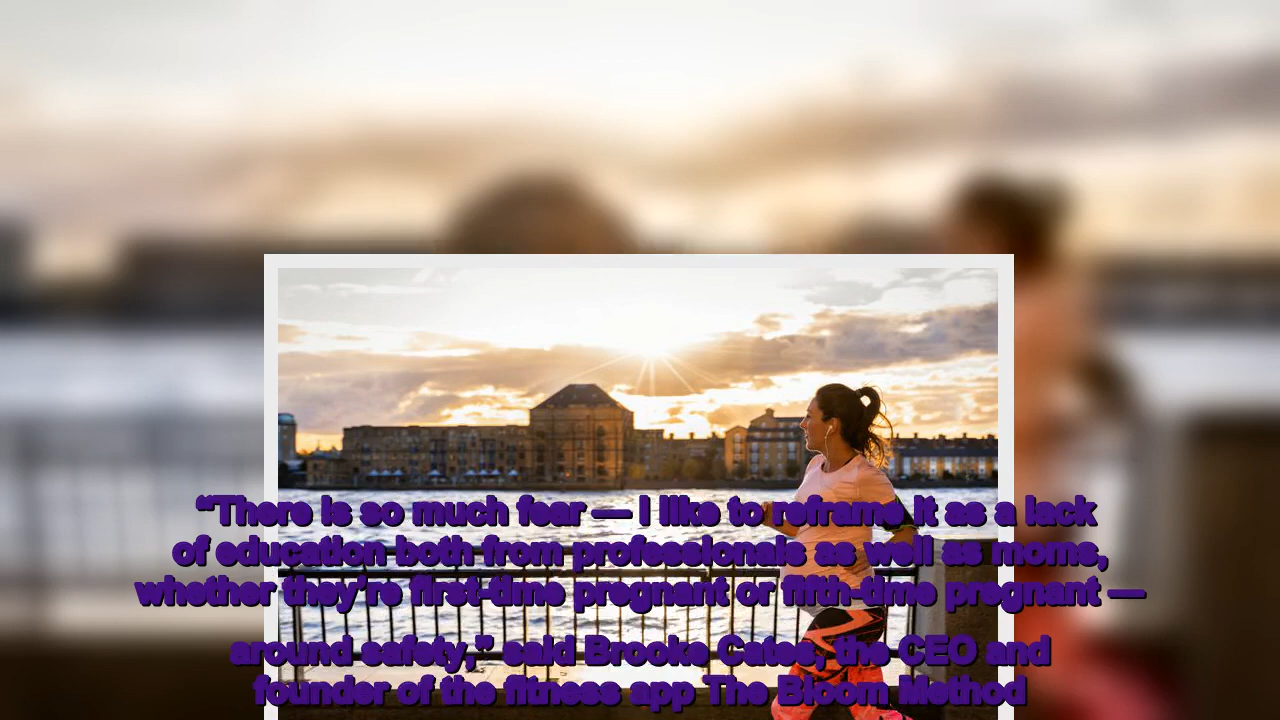 “There is so much fear — I like to reframe it as a lack
of education both from professionals as well as moms,
whether they’re first-time pregnant or fifth-time pregnant —
around safety,” said Brooke Cates, the CEO and
founder of the fitness app The Bloom Method